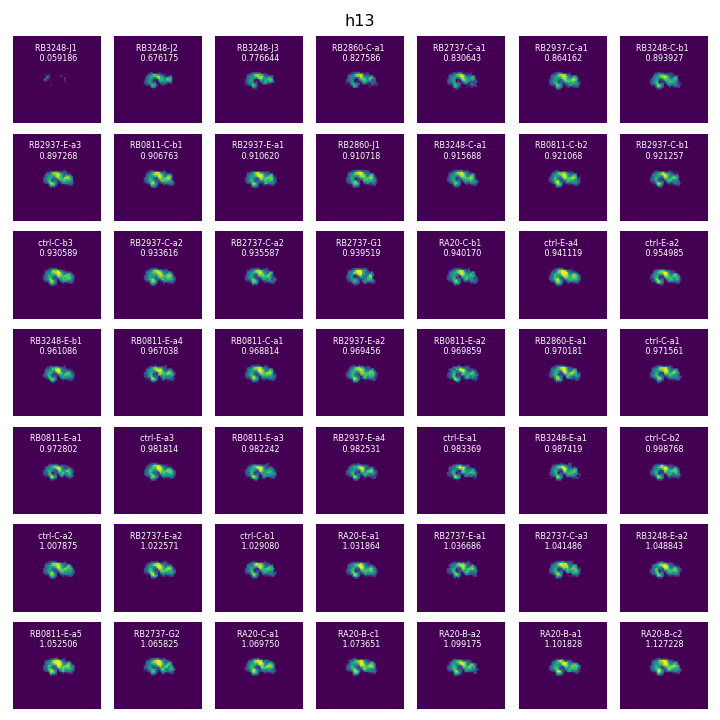 h13
RB3248-J1 RB3248-J2 RB3248-J3 RB2860-C-a1 RB2737-C-a1 RB2937-C-a1 RB3248-C-b1
0.059186 0.676175 0.776644 0.827586 0.830643 0.864162 0.893927
RB2937-E-a3 RB0811-C-b1 RB2937-E-a1 RB2860-J1 RB3248-C-a1 RB0811-C-b2 RB2937-C-b1
0.897268 0.906763 0.910620 0.910718 0.915688 0.921068 0.921257
ctrl-C-b3 RB2937-C-a2 RB2737-C-a2 RB2737-G1 RA20-C-b1 ctrl-E-a4 ctrl-E-a2
0.930589 0.933616 0.935587 0.939519 0.940170 0.941119 0.954985
RB3248-E-b1 RB0811-E-a4 RB0811-C-a1 RB2937-E-a2 RB0811-E-a2 RB2860-E-a1 ctrl-C-a1
0.961086 0.967038 0.968814 0.969456 0.969859 0.970181 0.971561
RB0811-E-a1 ctrl-E-a3 RB0811-E-a3 RB2937-E-a4 ctrl-E-a1 RB3248-E-a1 ctrl-C-b2
0.972802 0.981814 0.982242 0.982531 0.983369 0.987419 0.998768
ctrl-C-a2 RB2737-E-a2 ctrl-C-b1 RA20-E-a1 RB2737-E-a1 RB2737-C-a3 RB3248-E-a2
1.007875 1.022571 1.029080 1.031864 1.036686 1.041486 1.048843
RB0811-E-a5 RB2737-G2 RA20-C-a1 RA20-B-c1 RA20-B-a2 RA20-B-a1 RA20-B-c2
1.052506 1.065825 1.069750 1.073651 1.099175 1.101828 1.127228